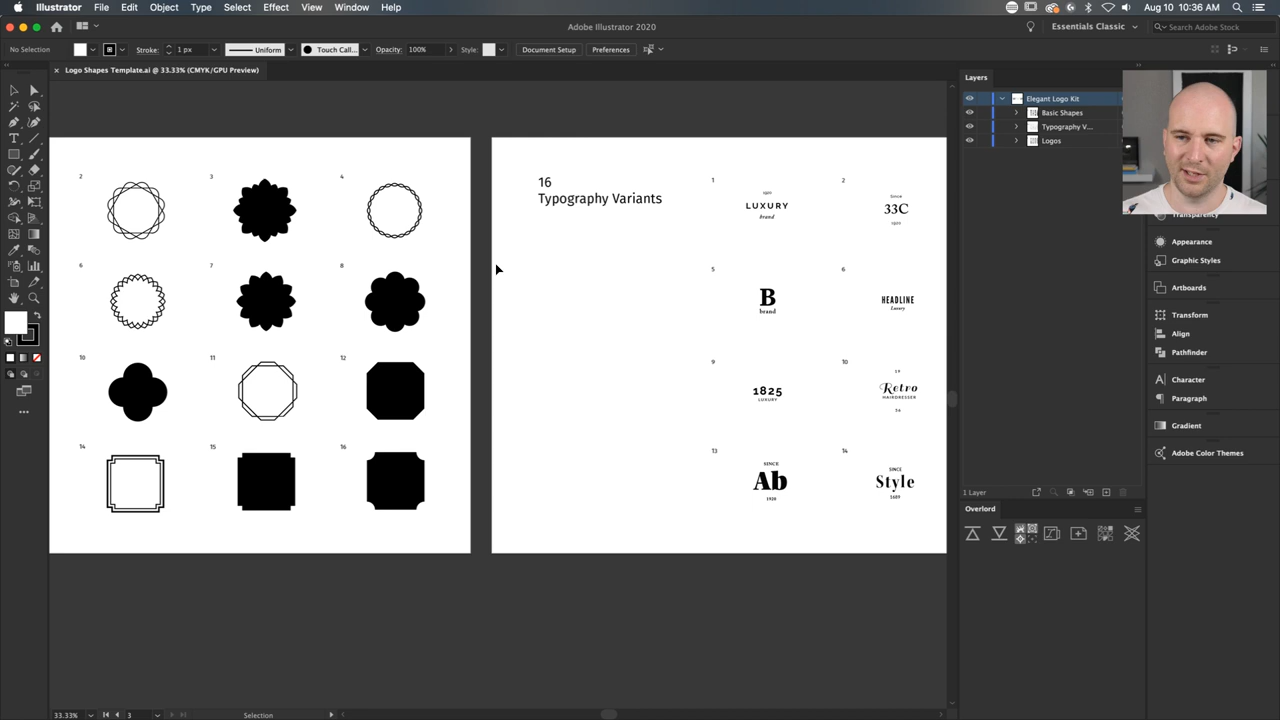 Illustrator File Edit Object Type Select Effect View Window Help
Aug 10 10:36 AM
Adobe Illustrator 2020
Essentials Classic
Search Adobe Stock
No Selection
Stroke: 1 px
Uniform
Touch Call...
Opacity: 100%
Style:
Document Setup
Preferences
Logo Shapes Template.ai @ 33.33% (CMYK/GPU Preview)
2 3 4
6 7 8
10 11 12
14 15 16
16
Typography Variants
1
LUXURY
brand
2
Since
33C
5
B
brand
6
HEADLINE
Luxury
9
1825
LUXURY
10
19
Retro
HAIRDRESSER
36
13
SINCE
Ab
1920
14
SINCE
Style
1689
Layers
Elegant Logo Kit
Basic Shapes
Typography V...
Logos
1 Layer
Overlord
Transparency
Appearance
Graphic Styles
Artboards
Transform
Align
Pathfinder
Character
Paragraph
Gradient
Adobe Color Themes
33.33%
3
Selection